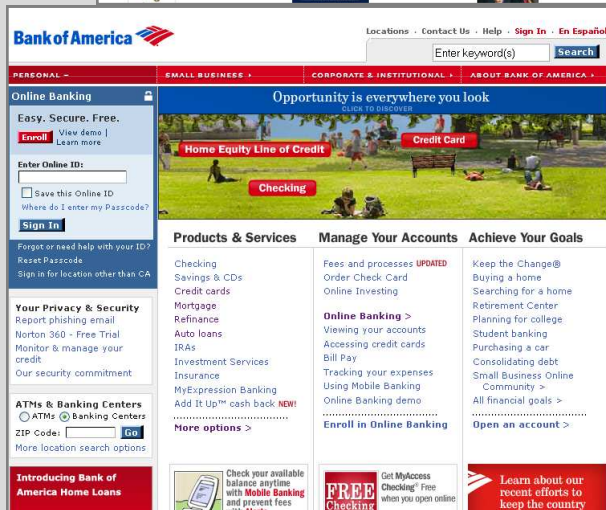 Bank of America
Locations · Contact Us · Help · Sign In · En Español
Enter keyword(s) Search
PERSONAL
SMALL BUSINESS
CORPORATE & INSTITUTIONAL
ABOUT BANK OF AMERICA
Online Banking
Easy. Secure. Free.
Enroll View demo |
Learn more
Enter Online ID:
Save this Online ID
Where do I enter my Passcode?
Sign In
Forgot or need help with your ID?
Reset Passcode
Sign in for location other than CA
Opportunity is everywhere you look
CLICK TO DISCOVER
Credit Card
Home Equity Line of Credit
Checking
Your Privacy & Security
Report phishing email
Norton 360 - Free Trial
Monitor & manage your
credit
Our security commitment
ATMs & Banking Centers
ATMs Banking Centers
ZIP Code: Go
More location search options
Introducing Bank of
America Home Loans
Products & Services
Checking
Savings & CDs
Credit cards
Mortgage
Refinance
Auto loans
IRAs
Investment Services
Insurance
MyExpression Banking
Add It Up™ cash back NEW!
More options >
Manage Your Accounts
Fees and processes UPDATED
Order Check Card
Online Investing
Online Banking >
Viewing your accounts
Accessing credit cards
Bill Pay
Tracking your expenses
Using Mobile Banking
Online Banking demo
Enroll in Online Banking
Achieve Your Goals
Keep the Change®
Buying a home
Searching for a home
Retirement Center
Planning for college
Student banking
Purchasing a car
Consolidating debt
Small Business Online
Community >
All financial goals >
Open an account >
Check your available
balance anytime
with Mobile Banking
and prevent fees
FREE
Checking
Get MyAccess
Checking® Free
when you open online
Learn about our
recent efforts to
keep the country